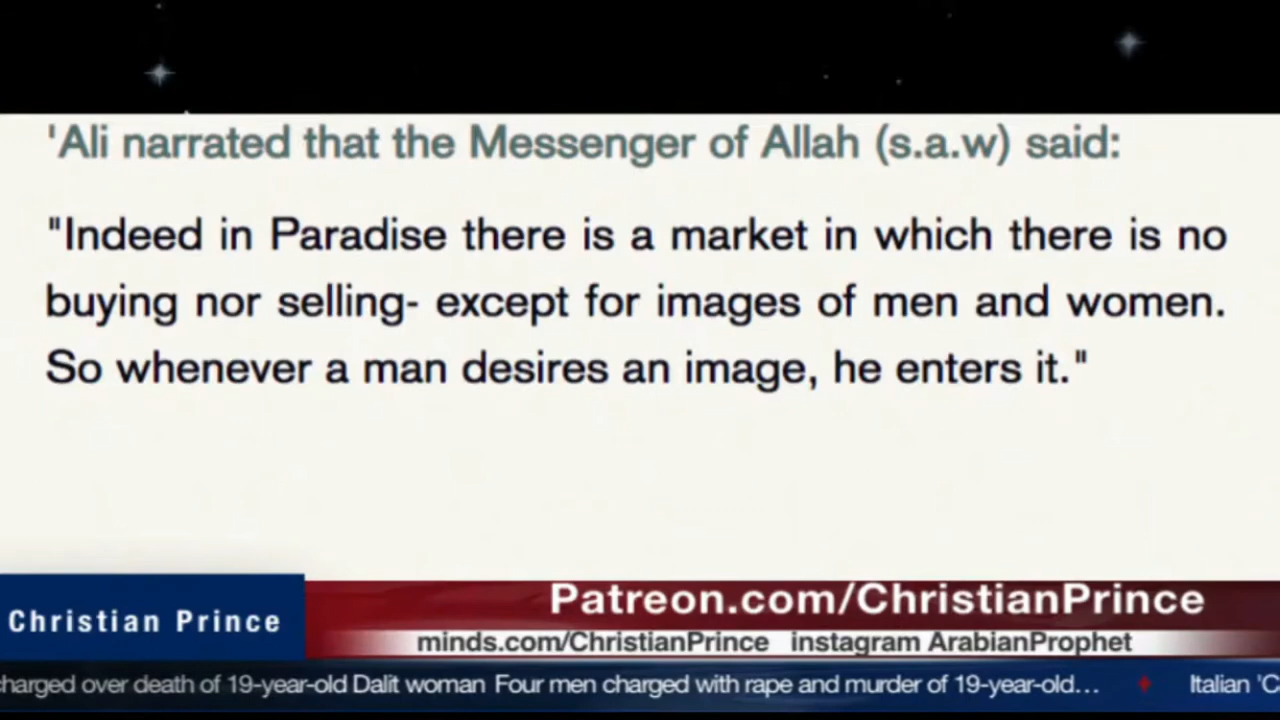 'Ali narrated that the Messenger of Allah (s.a.w) said:
"Indeed in Paradise there is a market in which there is no
buying nor selling- except for images of men and women.
So whenever a man desires an image, he enters it."
Patreon.com/ChristianPrince
Christian Prince
minds.com/ChristianPrince instagram ArabianProphet
charged over death of 19-year-old Dalit woman Four men charged with rape and murder of 19-year-old... Italian 'C